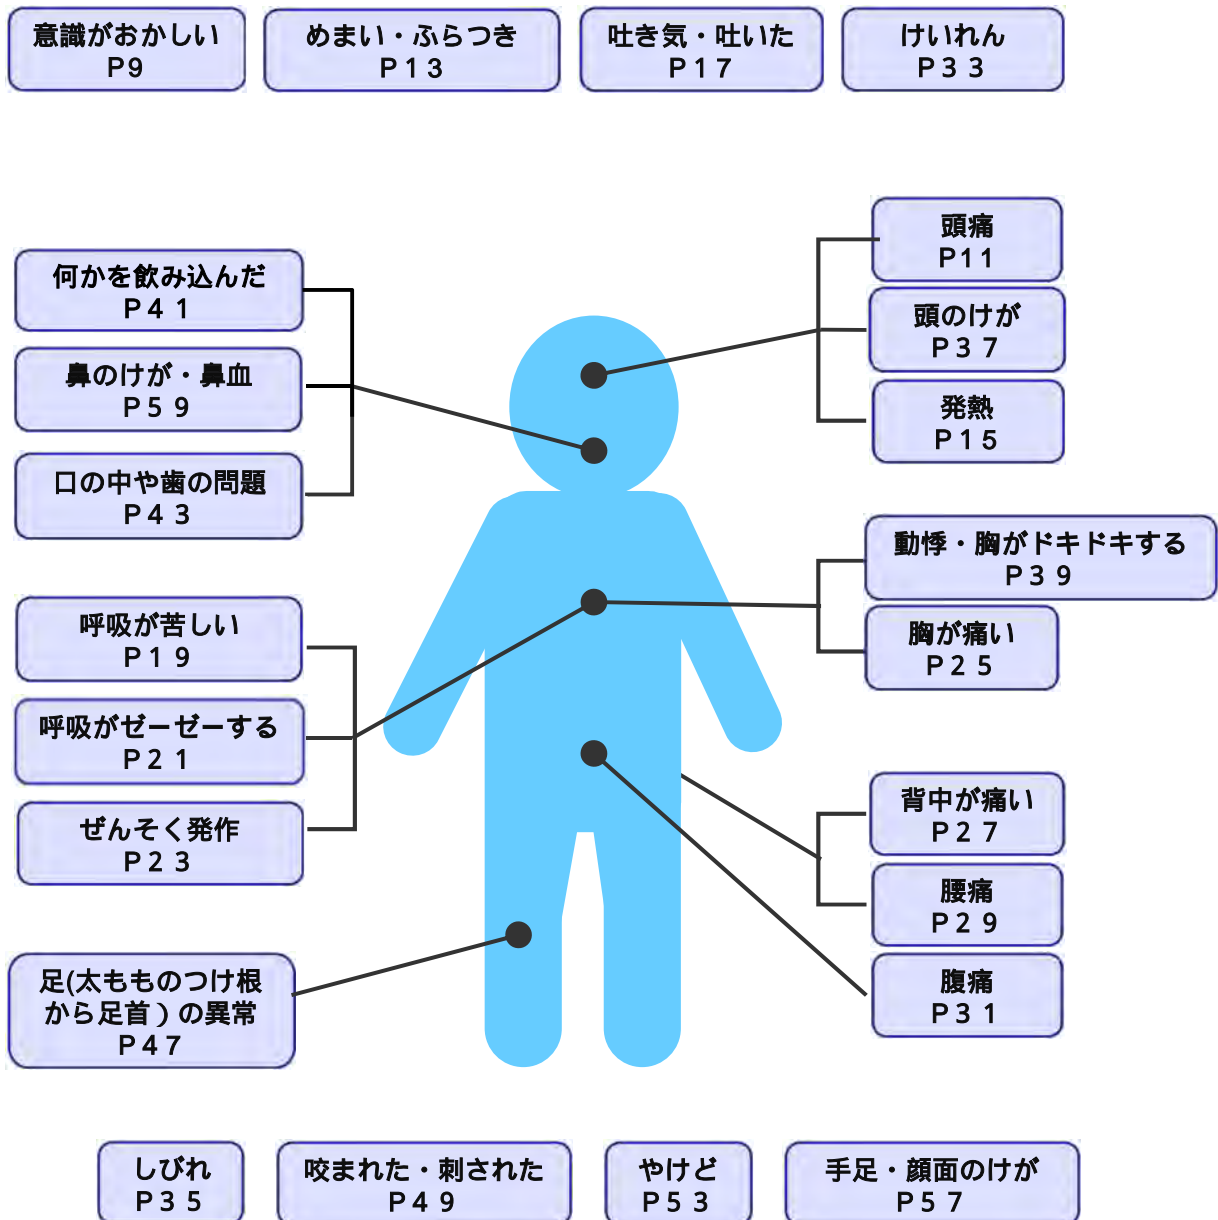 意識がおかしい
P9
めまい・ふらつき
P13
吐き気・吐いた
P17
けいれん
P33
頭痛
P11
頭のけが
P37
発熱
P15
何かを飲み込んだ
P41
鼻のけが・鼻血
P59
口の中や歯の問題
P43
動悸・胸がドキドキする
P39
胸が痛い
P25
呼吸が苦しい
P19
呼吸がゼーゼーする
P21
ぜんそく発作
P23
背中が痛い
P27
腰痛
P29
腹痛
P31
足(太もものつけ根
から足首）の異常
P47
しびれ
P35
咬まれた・刺された
P49
やけど
P53
手足・顔面のけが
P57